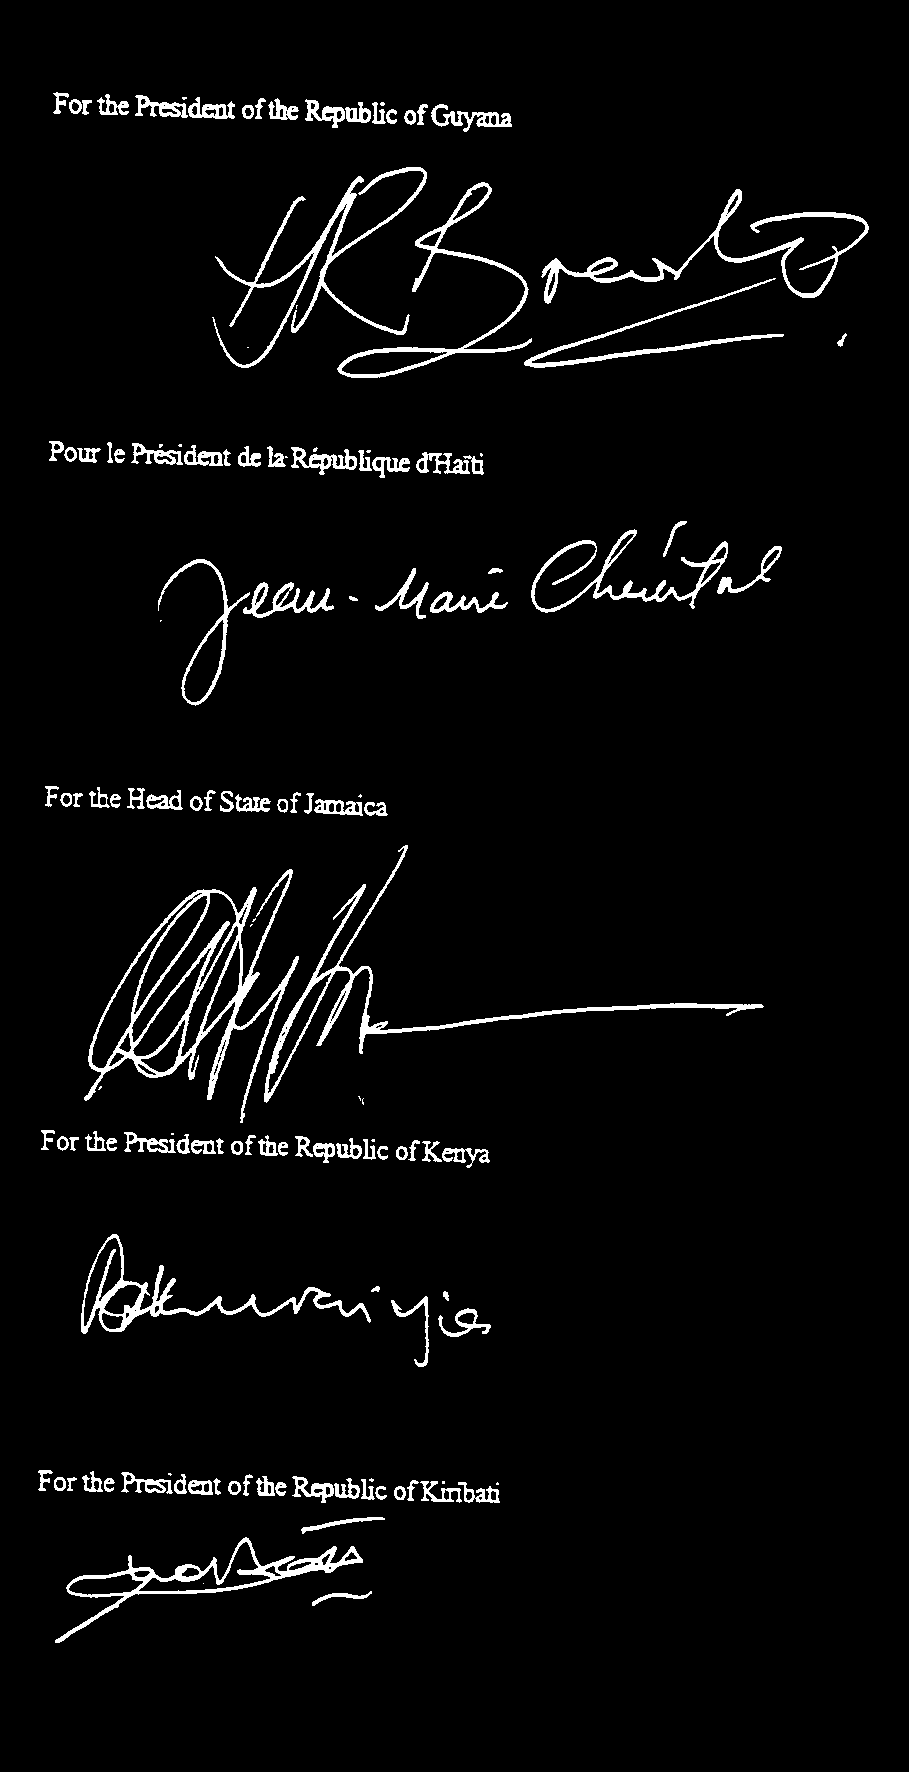 For the President of the Republic of Guyana
HR Brewster
Pour le Président de la République d'Haïti
Jean-Marie Chérestal
For the Head of State of Jamaica
For the President of the Republic of Kenya
For the President of the Republic of Kiribati